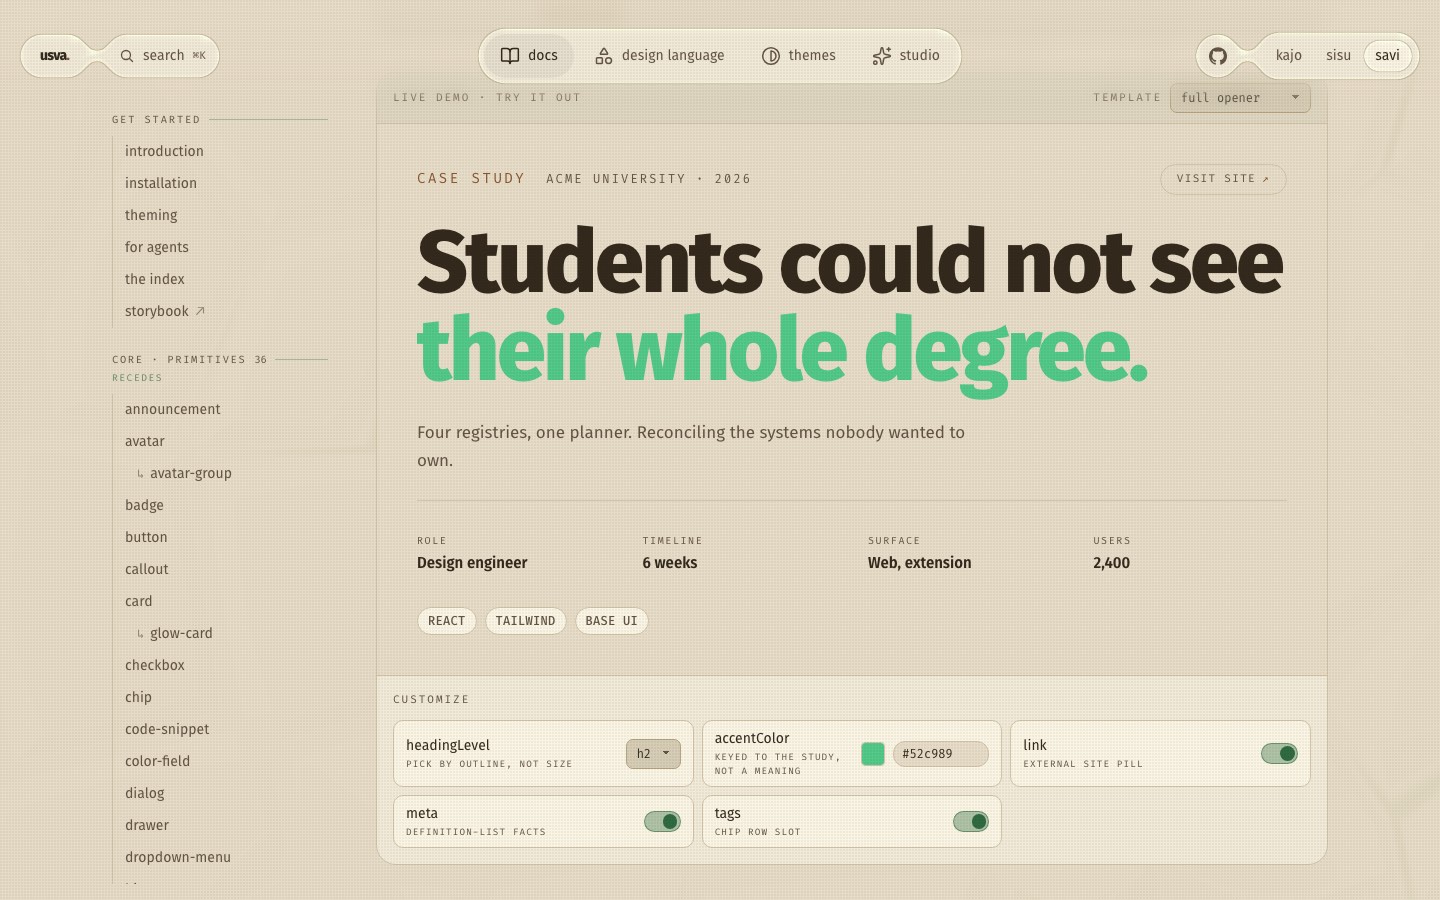 usva.
search ⌘K
docs
design language
themes
studio
kajo
sisu
savi
GET STARTED
introduction
installation
theming
for agents
the index
storybook ↗
CORE · PRIMITIVES 36
RECEDES
announcement
avatar
↳ avatar-group
badge
button
callout
card
↳ glow-card
checkbox
chip
code-snippet
color-field
dialog
drawer
dropdown-menu
LIVE DEMO · TRY IT OUT
TEMPLATE
full opener
CASE STUDY ACME UNIVERSITY · 2026
VISIT SITE ↗
Students could not see
their whole degree.
Four registries, one planner. Reconciling the systems nobody wanted to
own.
ROLE
Design engineer
TIMELINE
6 weeks
SURFACE
Web, extension
USERS
2,400
REACT
TAILWIND
BASE UI
CUSTOMIZE
headingLevel
PICK BY OUTLINE, NOT SIZE
h2
accentColor
KEYED TO THE STUDY,
NOT A MEANING
#52c989
link
EXTERNAL SITE PILL
meta
DEFINITION-LIST FACTS
tags
CHIP ROW SLOT